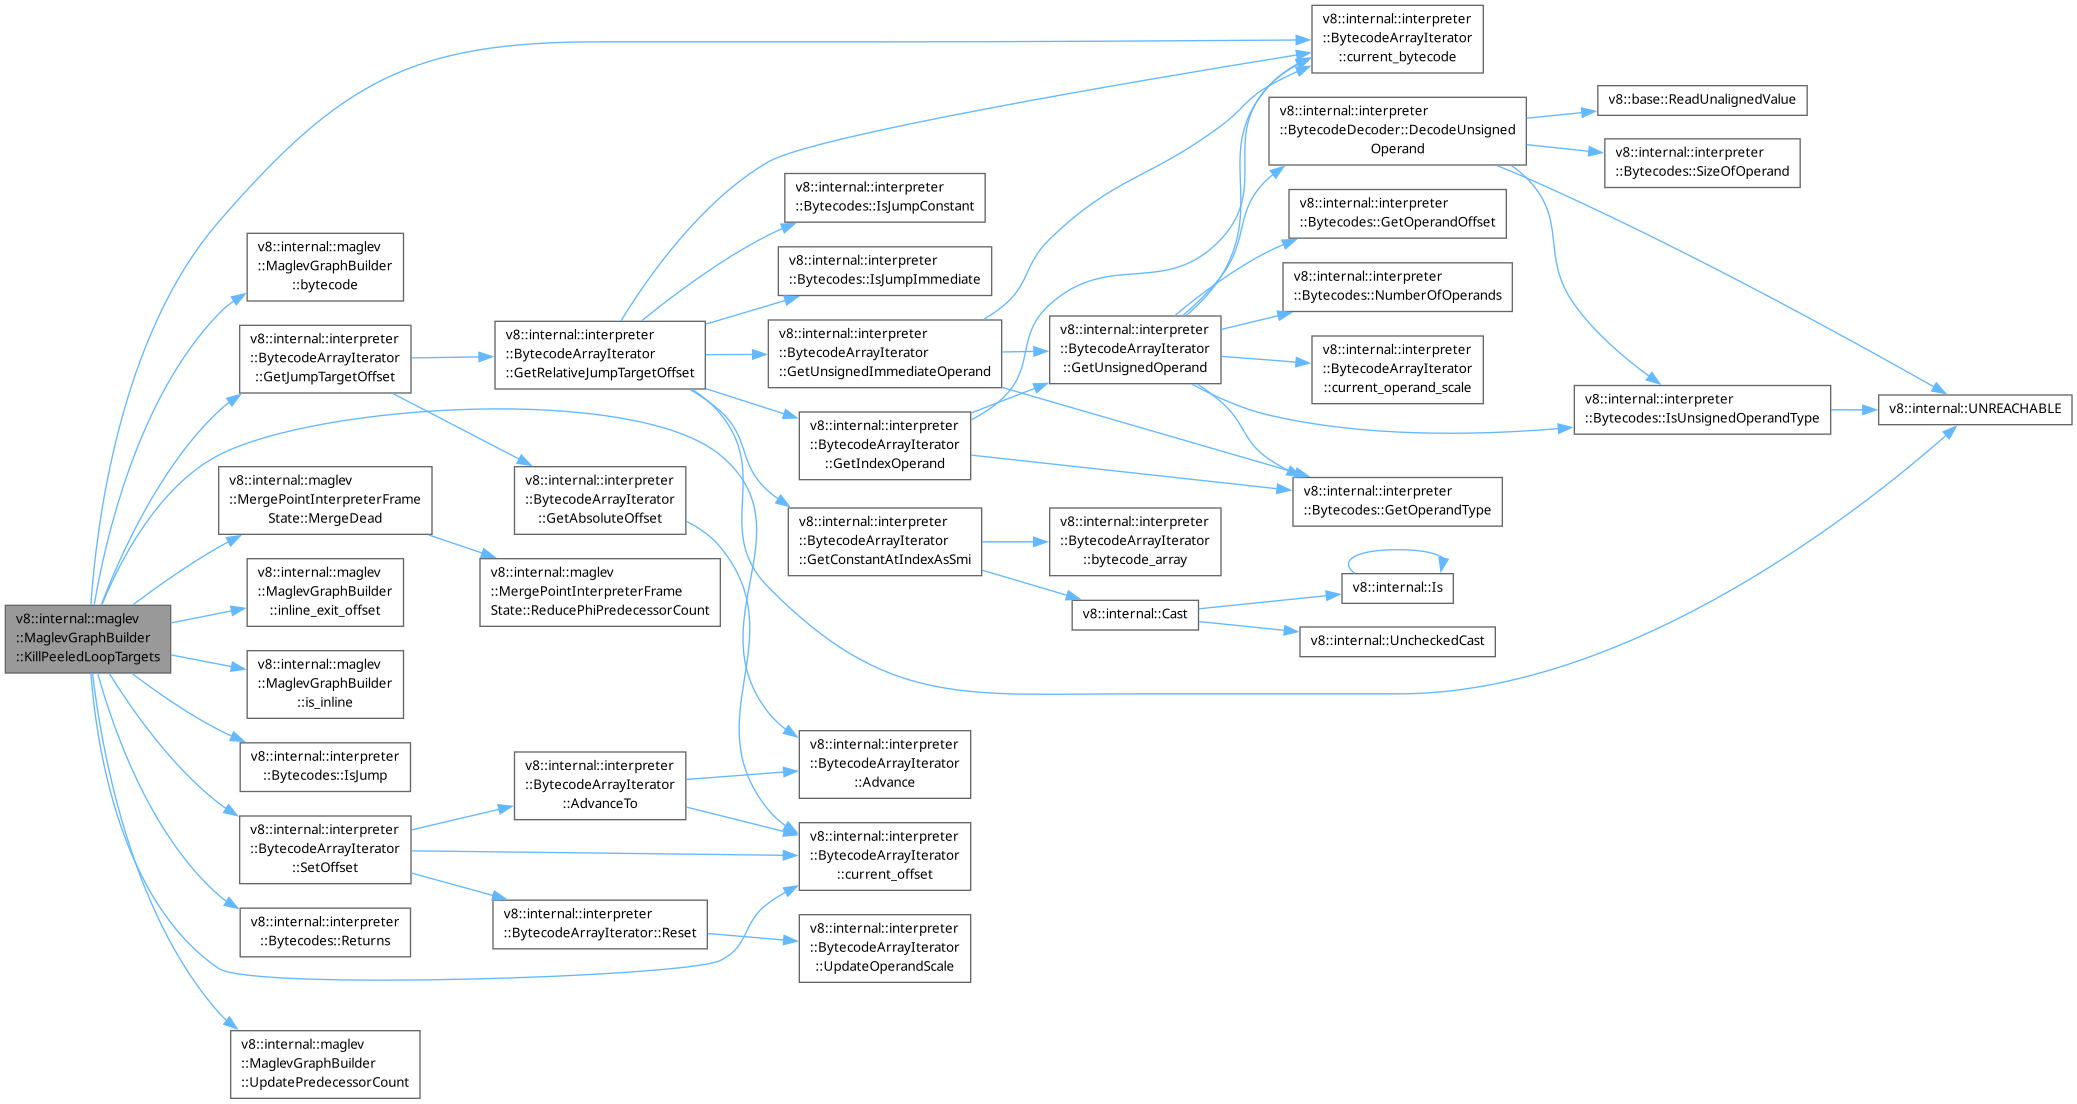 v8::internal::maglev
::MaglevGraphBuilder
::KillPeeledLoopTargets
v8::internal::maglev
::MaglevGraphBuilder
::bytecode
v8::internal::interpreter
::BytecodeArrayIterator
::GetJumpTargetOffset
v8::internal::maglev
::MergePointInterpreterFrame
State::MergeDead
v8::internal::maglev
::MaglevGraphBuilder
::inline_exit_offset
v8::internal::maglev
::MaglevGraphBuilder
::is_inline
v8::internal::interpreter
::Bytecodes::IsJump
v8::internal::interpreter
::BytecodeArrayIterator
::SetOffset
v8::internal::interpreter
::Bytecodes::Returns
v8::internal::maglev
::MaglevGraphBuilder
::UpdatePredecessorCount
v8::internal::interpreter
::BytecodeArrayIterator
::GetRelativeJumpTargetOffset
v8::internal::interpreter
::BytecodeArrayIterator
::GetAbsoluteOffset
v8::internal::maglev
::MergePointInterpreterFrame
State::ReducePhiPredecessorCount
v8::internal::interpreter
::BytecodeArrayIterator
::AdvanceTo
v8::internal::interpreter
::BytecodeArrayIterator::Reset
v8::internal::interpreter
::Bytecodes::IsJumpConstant
v8::internal::interpreter
::Bytecodes::IsJumpImmediate
v8::internal::interpreter
::BytecodeArrayIterator
::GetUnsignedImmediateOperand
v8::internal::interpreter
::BytecodeArrayIterator
::GetIndexOperand
v8::internal::interpreter
::BytecodeArrayIterator
::GetConstantAtIndexAsSmi
v8::internal::interpreter
::BytecodeArrayIterator
::Advance
v8::internal::interpreter
::BytecodeArrayIterator
::current_offset
v8::internal::interpreter
::BytecodeArrayIterator
::UpdateOperandScale
v8::internal::interpreter
::BytecodeArrayIterator
::GetUnsignedOperand
v8::internal::interpreter
::BytecodeArrayIterator
::bytecode_array
v8::internal::Cast
v8::internal::interpreter
::BytecodeArrayIterator
::current_bytecode
v8::internal::interpreter
::BytecodeDecoder::DecodeUnsigned
Operand
v8::internal::interpreter
::Bytecodes::GetOperandOffset
v8::internal::interpreter
::Bytecodes::NumberOfOperands
v8::internal::interpreter
::BytecodeArrayIterator
::current_operand_scale
v8::internal::interpreter
::Bytecodes::GetOperandType
v8::internal::Is
v8::internal::UncheckedCast
v8::base::ReadUnalignedValue
v8::internal::interpreter
::Bytecodes::SizeOfOperand
v8::internal::interpreter
::Bytecodes::IsUnsignedOperandType
v8::internal::UNREACHABLE